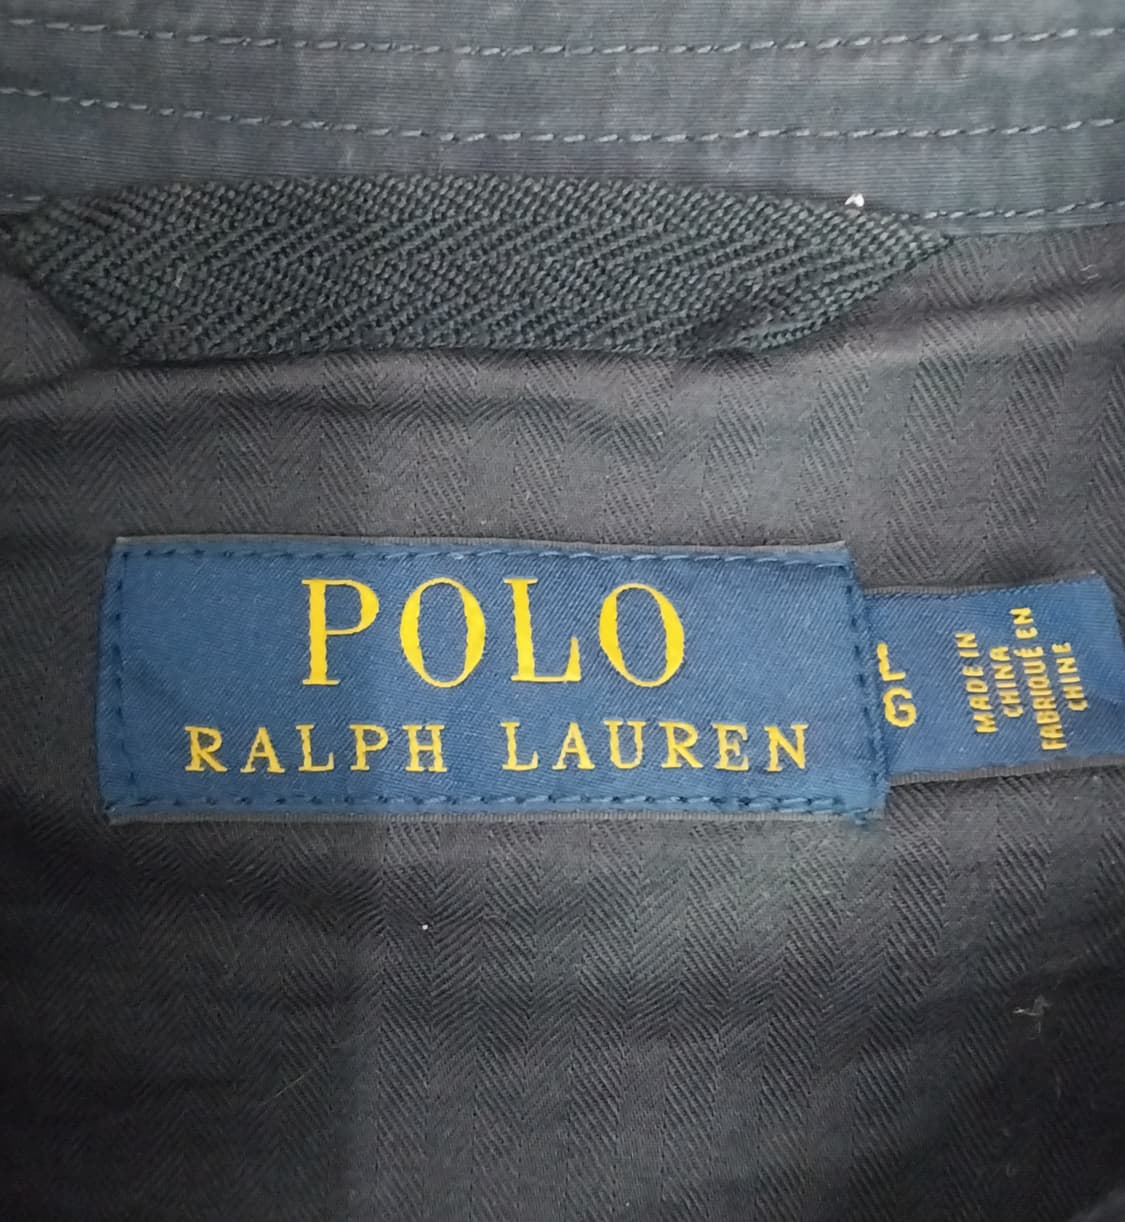 POLO
RALPH LAUREN
L
G
MADE IN
CHINA
FABRIQUÉ EN
CHINE